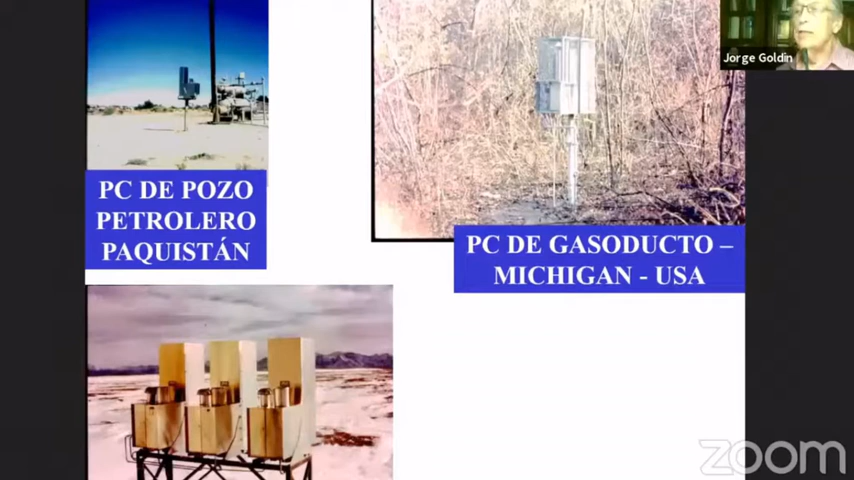 Jorge Goldin
PC DE POZO
PETROLERO
PAQUISTÁN
PC DE GASODUCTO –
MICHIGAN - USA
zoom